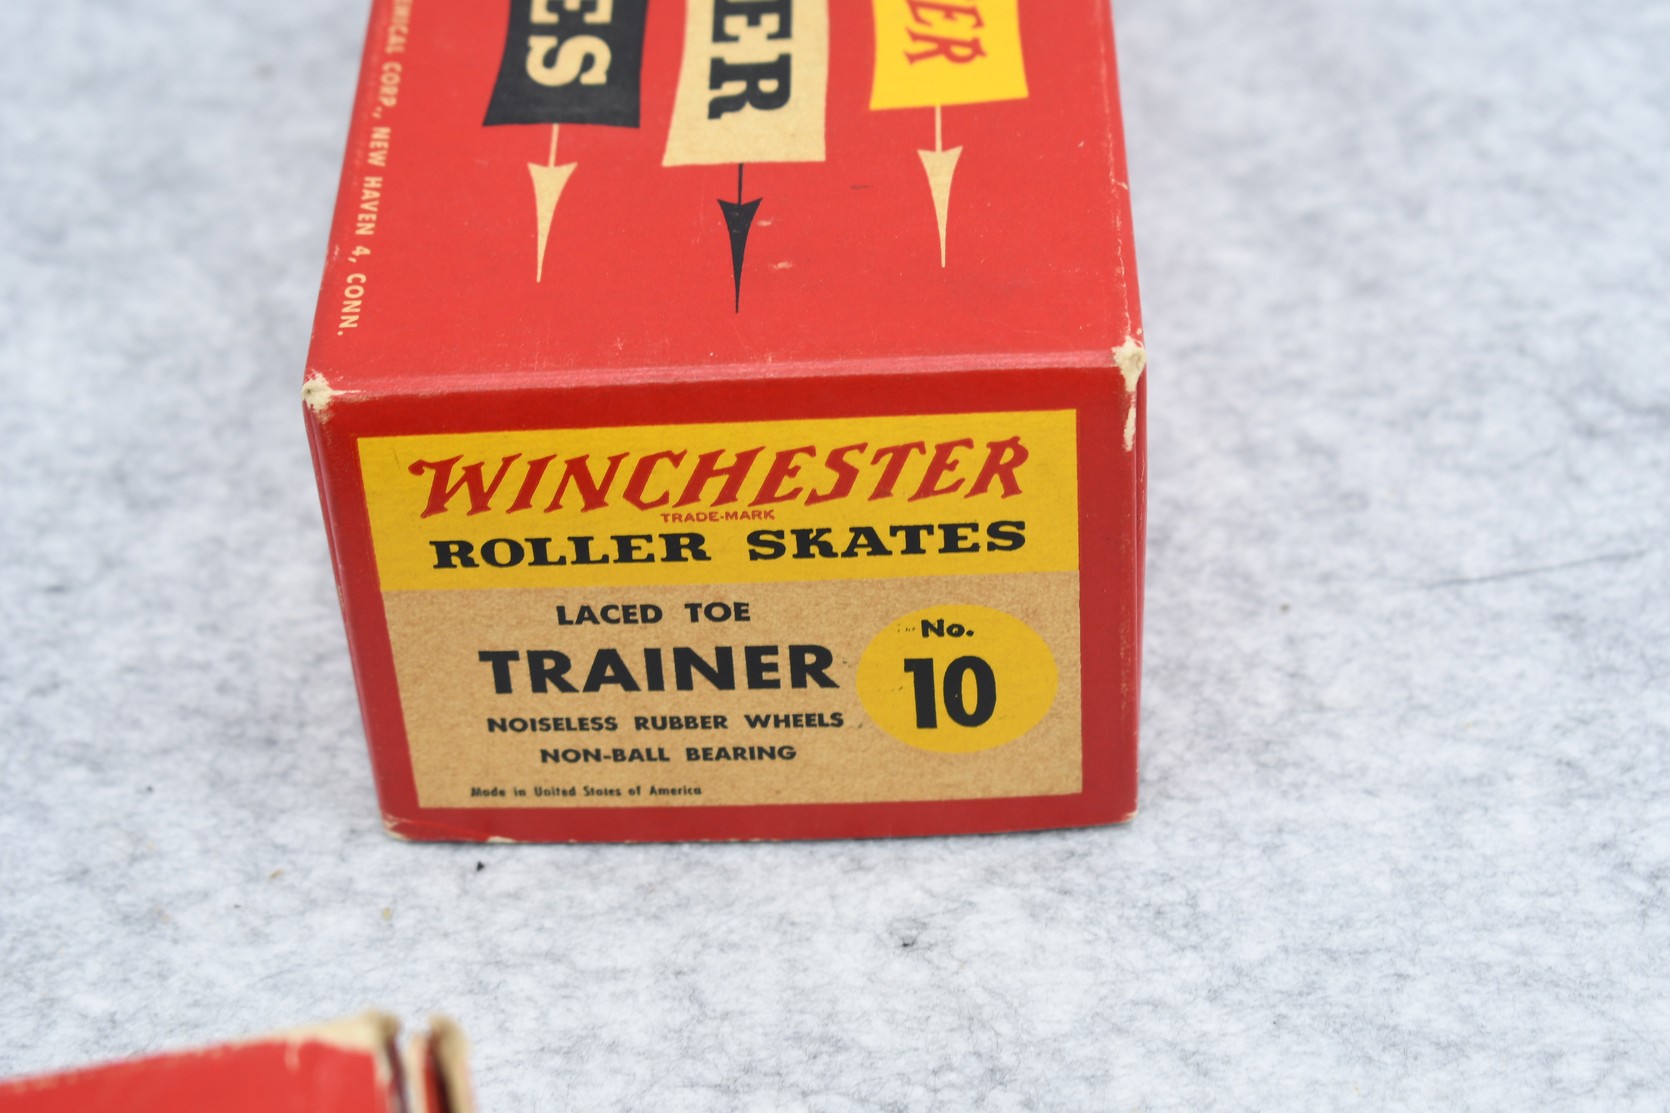 ES
ER
ER
CORP., NEW HAVEN 4, CONN.
WINCHESTER
TRADE-MARK
ROLLER SKATES
LACED TOE
TRAINER
NOISELESS RUBBER WHEELS
NON-BALL BEARING
No.
10
Made in United States of America